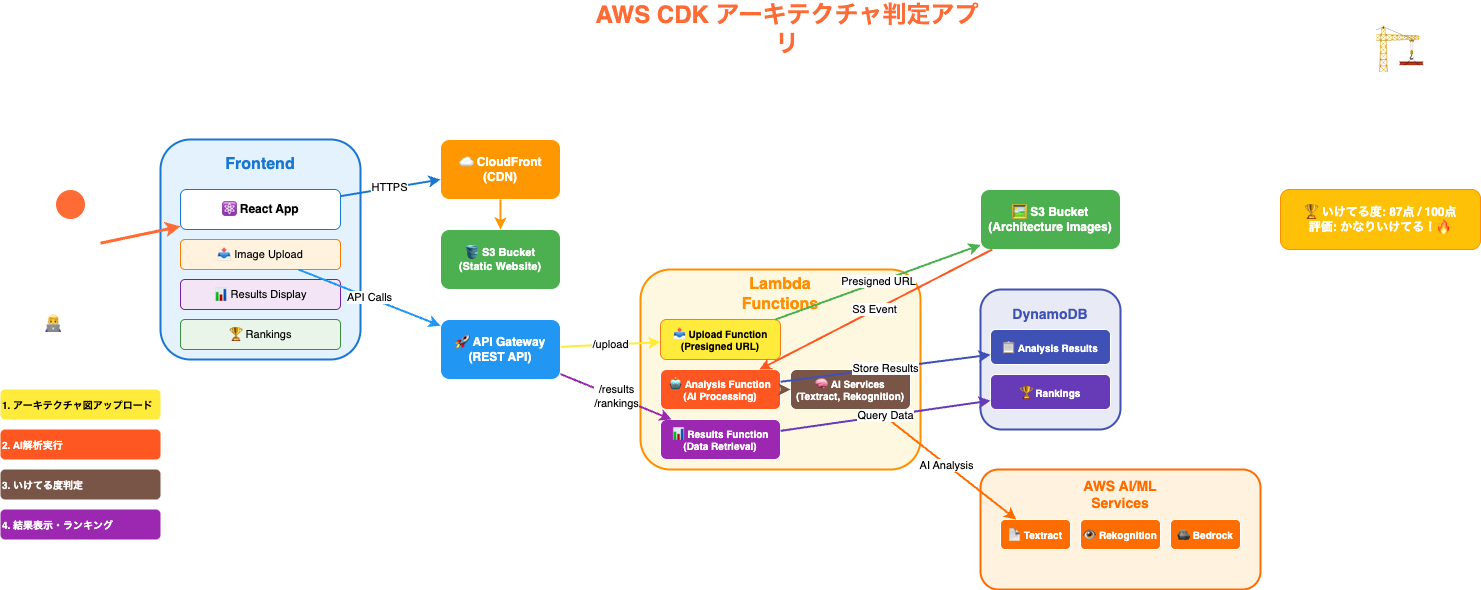 AWS CDK アーキテクチャ判定アプ
リ
Frontend
React App
Image Upload
Results Display
Rankings
HTTPS
API Calls
CloudFront
(CDN)
S3 Bucket
(Static Website)
API Gateway
(REST API)
/upload
/results
/rankings
Lambda
Functions
Upload Function
(Presigned URL)
Analysis Function
(AI Processing)
AI Services
(Textract, Rekognition)
Results Function
(Data Retrieval)
Presigned URL
S3 Event
Store Results
Query Data
AI Analysis
S3 Bucket
(Architecture Images)
DynamoDB
Analysis Results
Rankings
AWS AI/ML
Services
Textract
Rekognition
Bedrock
いけてる度: 87点 / 100点
評価: かなりいけてる！
1. アーキテクチャ図アップロード
2. AI解析実行
3. いけてる度判定
4. 結果表示・ランキング